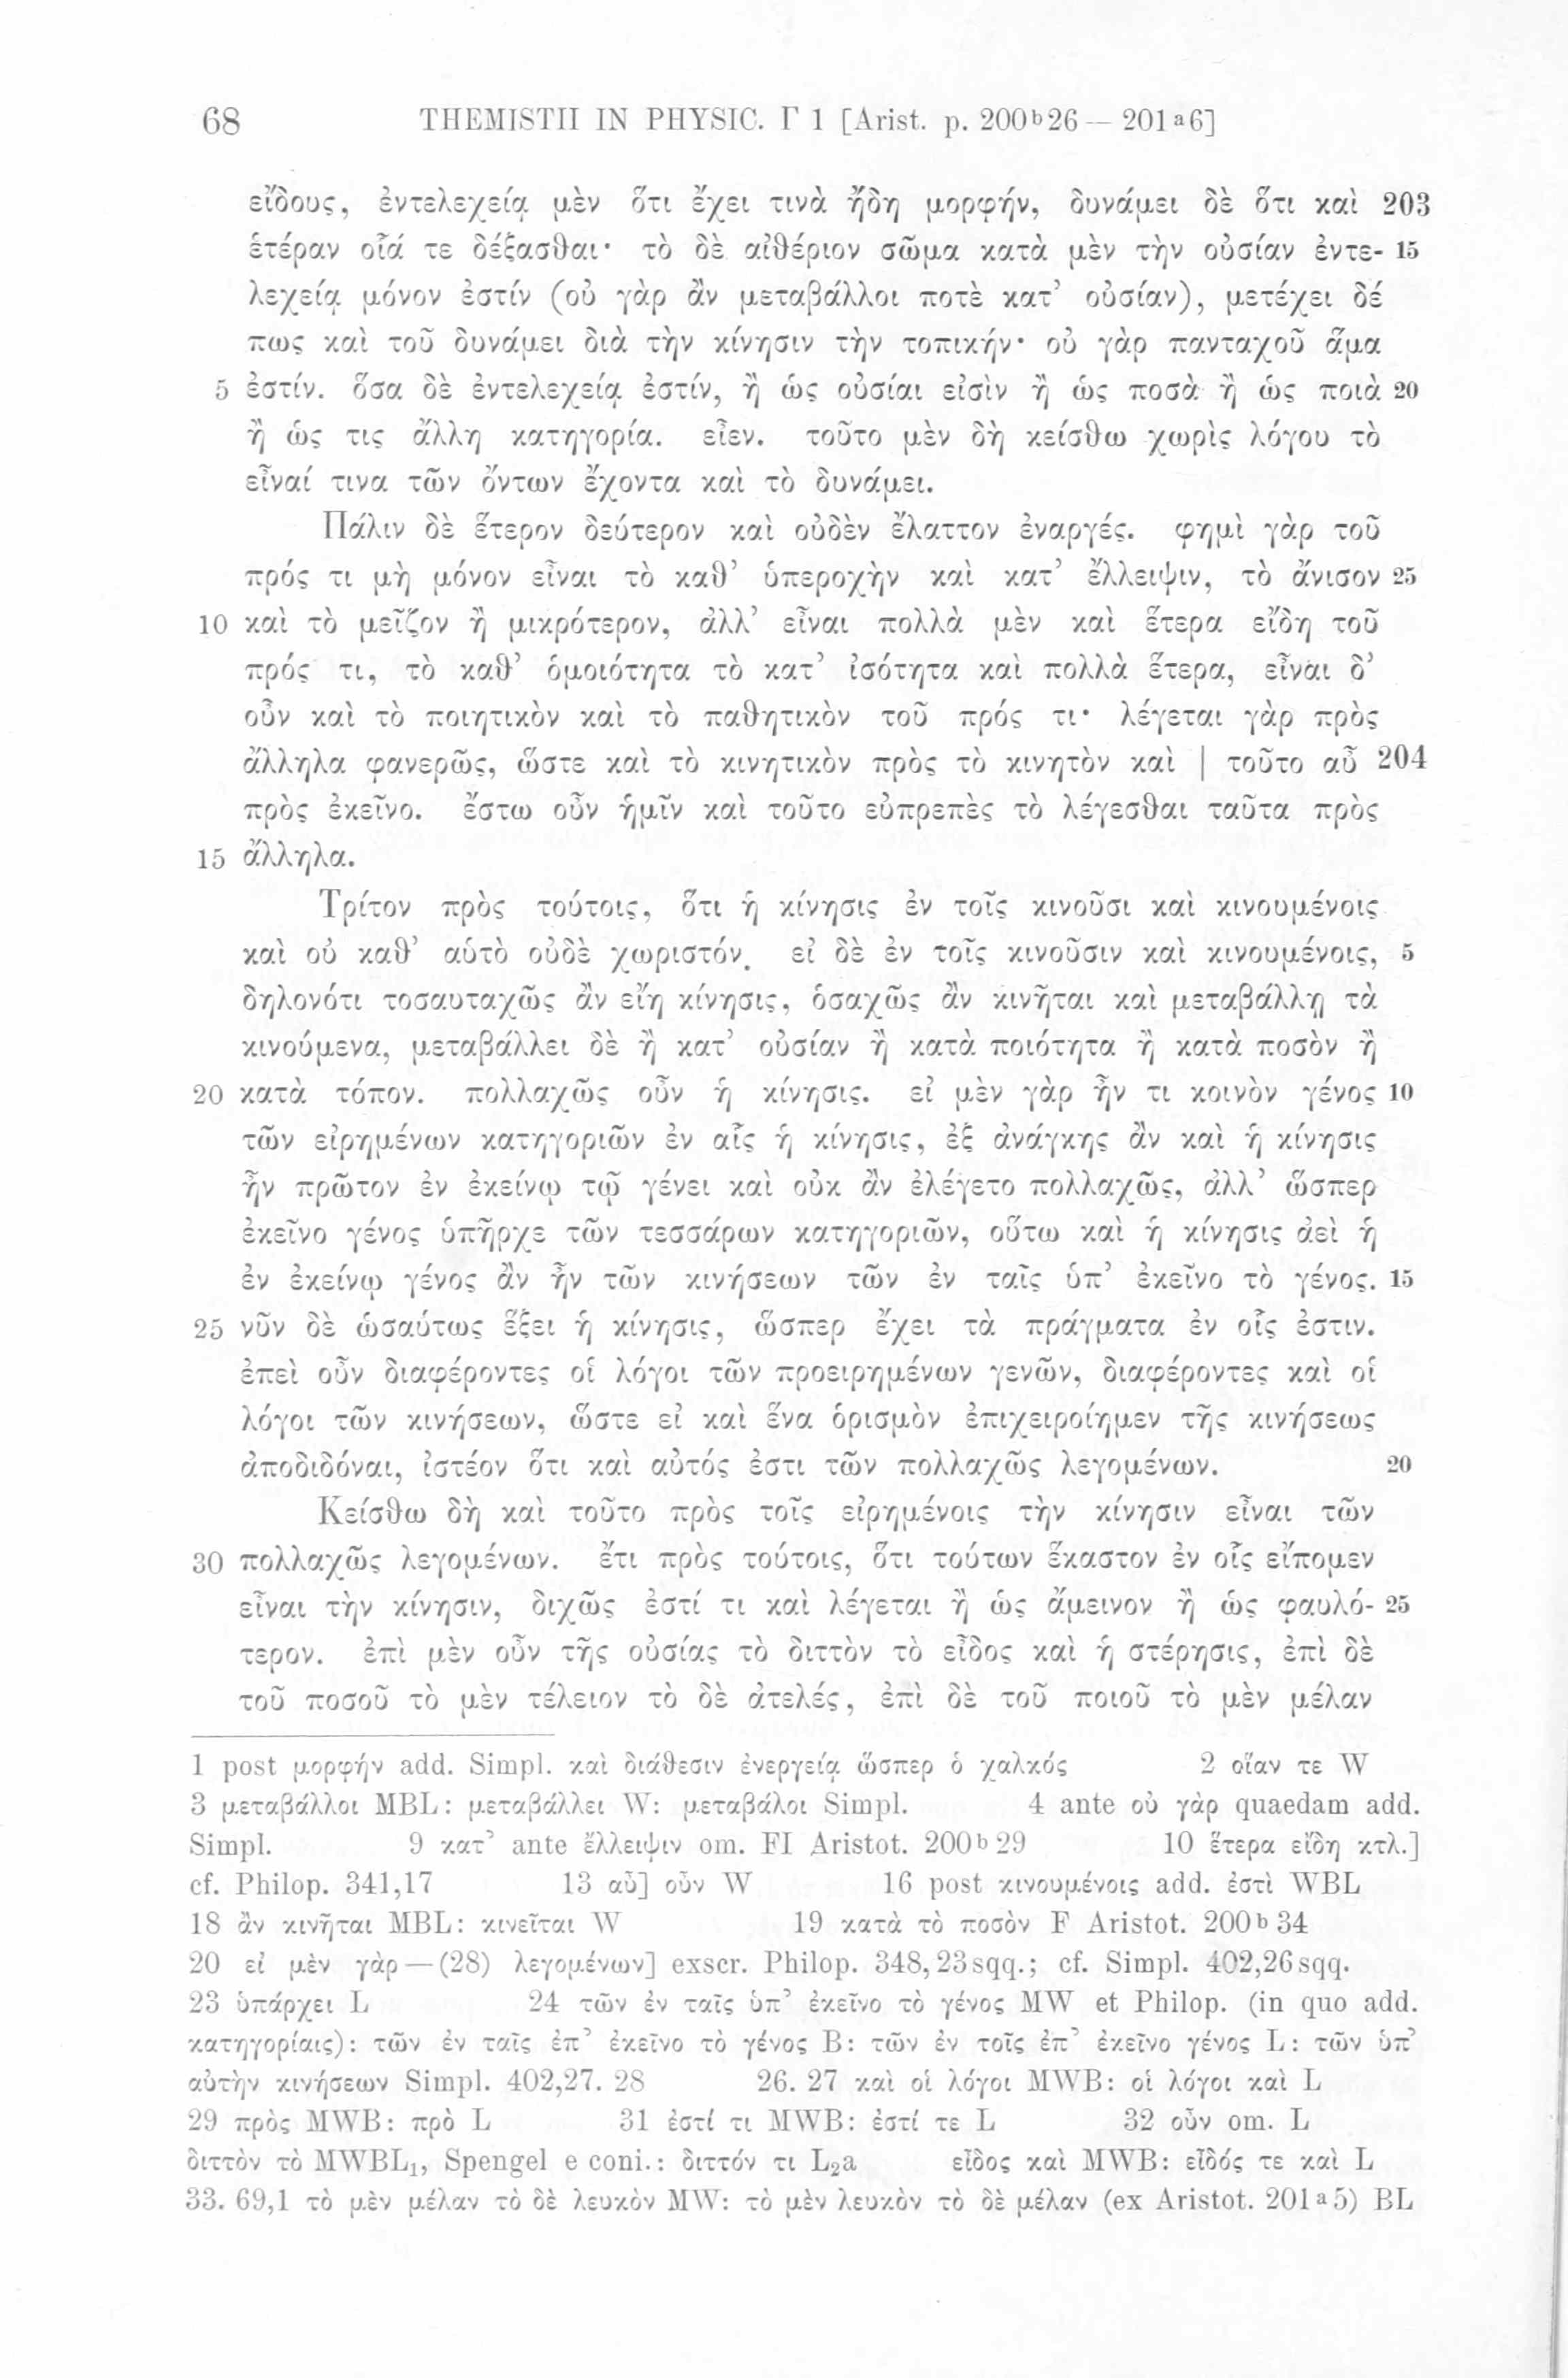 68 THEMISTII IN PHYSIC. Γ 1 [Arist. p. 200ᵇ26 — 201ᵃ6]
εἴδους, ἐντελεχείᾳ μὲν ὅτι ἔχει τινὰ ἤδη μορφήν, δυνάμει δὲ ὅτι καὶ 203
ἑτέραν οἷά τε δέξασθαι· τὸ δὲ αἰθέριον σῶμα κατὰ μὲν τὴν οὐσίαν ἐντε- 15
λεχείᾳ μόνον ἐστίν (οὐ γὰρ ἂν μεταβάλλοι ποτὲ κατ’ οὐσίαν), μετέχει δέ
πως καὶ τοῦ δυνάμει διὰ τὴν κίνησιν τὴν τοπικήν· οὐ γὰρ πανταχοῦ ἅμα
5 ἐστίν. ὅσα δὲ ἐντελεχείᾳ ἐστίν, ἢ ὡς οὐσίαι εἰσὶν ἢ ὡς ποσὰ ἢ ὡς ποιὰ 20
ἢ ὡς τις ἄλλη κατηγορία. εἶεν. τοῦτο μὲν δὴ κείσθω χωρὶς λόγου τὸ
εἶναί τινα τῶν ὄντων ἔχοντα καὶ τὸ δυνάμει.
Πάλιν δὲ ἕτερον δεύτερον καὶ οὐδὲν ἔλαττον ἐναργές. φημὶ γὰρ τοῦ
πρός τι μὴ μόνον εἶναι τὸ καθ’ ὑπεροχὴν καὶ κατ’ ἔλλειψιν, τὸ ἄνισον 25
10 καὶ τὸ μεῖζον ἢ μικρότερον, ἀλλ’ εἶναι πολλὰ μὲν καὶ ἕτερα εἴδη τοῦ
πρός τι, τὸ καθ’ ὁμοιότητα τὸ κατ’ ἰσότητα καὶ πολλὰ ἕτερα, εἶναι δ’
οὖν καὶ τὸ ποιητικὸν καὶ τὸ παθητικὸν τοῦ πρός τι· λέγεται γὰρ πρὸς
ἄλληλα φανερῶς, ὥστε καὶ τὸ κινητικὸν πρὸς τὸ κινητὸν καὶ | τοῦτο αὖ 204
πρὸς ἐκεῖνο. ἔστω οὖν ἡμῖν καὶ τοῦτο εὐπρεπὲς τὸ λέγεσθαι ταῦτα πρὸς
15 ἄλληλα.
Τρίτον πρὸς τούτοις, ὅτι ἡ κίνησις ἐν τοῖς κινοῦσι καὶ κινουμένοις
καὶ οὐ καθ’ αὑτὸ οὐδὲ χωριστόν. εἰ δὲ ἐν τοῖς κινοῦσιν καὶ κινουμένοις, 5
δηλονότι τοσαυταχῶς ἂν εἴη κίνησις, ὁσαχῶς ἂν κινῆται καὶ μεταβάλλῃ τὰ
κινούμενα, μεταβάλλει δὲ ἢ κατ’ οὐσίαν ἢ κατὰ ποιότητα ἢ κατὰ ποσὸν ἢ
20 κατὰ τόπον. πολλαχῶς οὖν ἡ κίνησις. εἰ μὲν γὰρ ἦν τι κοινὸν γένος 10
τῶν εἰρημένων κατηγοριῶν ἐν αἷς ἡ κίνησις, ἐξ ἀνάγκης ἂν καὶ ἡ κίνησις
ἦν πρῶτον ἐν ἐκείνῳ τῷ γένει καὶ οὐκ ἂν ἐλέγετο πολλαχῶς, ἀλλ’ ὥσπερ
ἐκεῖνο γένος ὑπῆρχε τῶν τεσσάρων κατηγοριῶν, οὕτω καὶ ἡ κίνησις ἀεὶ ἡ
ἐν ἐκείνῳ γένος ἂν ἦν τῶν κινήσεων τῶν ἐν ταῖς ὑπ’ ἐκεῖνο τὸ γένος. 15
25 νῦν δὲ ὡσαύτως ἕξει ἡ κίνησις, ὥσπερ ἔχει τὰ πράγματα ἐν οἷς ἐστιν.
ἐπεὶ οὖν διαφέροντες οἱ λόγοι τῶν προειρημένων γενῶν, διαφέροντες καὶ οἱ
λόγοι τῶν κινήσεων, ὥστε εἰ καὶ ἕνα ὁρισμὸν ἐπιχειροίημεν τῆς κινήσεως
ἀποδιδόναι, ἰστέον ὅτι καὶ αὐτός ἐστι τῶν πολλαχῶς λεγομένων. 20
Κείσθω δὴ καὶ τοῦτο πρὸς τοῖς εἰρημένοις τὴν κίνησιν εἶναι τῶν
30 πολλαχῶς λεγομένων. ἔτι πρὸς τούτοις, ὅτι τούτων ἕκαστον ἐν οἷς εἴπομεν
εἶναι τὴν κίνησιν, διχῶς ἐστί τι καὶ λέγεται ἢ ὡς ἄμεινον ἢ ὡς φαυλό- 25
τερον. ἐπὶ μὲν οὖν τῆς οὐσίας τὸ διττὸν τὸ εἶδος καὶ ἡ στέρησις, ἐπὶ δὲ
τοῦ ποσοῦ τὸ μὲν τέλειον τὸ δὲ ἀτελές, ἐπὶ δὲ τοῦ ποιοῦ τὸ μὲν μέλαν
1 post μορφήν add. Simpl. καὶ διάθεσιν ἐνεργείᾳ ὥσπερ ὁ χαλκός 2 οἵαν τε W
3 μεταβάλλοι MBL: μεταβάλλει W: μεταβάλοι Simpl. 4 ante οὐ γὰρ quaedam add.
Simpl. 9 κατ’ ante ἔλλειψιν om. FI Aristot. 200ᵇ29 10 ἕτερα εἴδη κτλ.]
cf. Philop. 341,17 13 αὖ] οὖν W 16 post κινουμένοις add. ἐστὶ WBL
18 ἂν κινῆται MBL: κινεῖται W 19 κατὰ τὸ ποσὸν F Aristot. 200ᵇ34
20 εἰ μὲν γὰρ — (28) λεγομένων] exscr. Philop. 348,23sqq.; cf. Simpl. 402,26sqq.
23 ὑπάρχει L 24 τῶν ἐν ταῖς ὑπ’ ἐκεῖνο τὸ γένος MW et Philop. (in quo add.
κατηγορίαις): τῶν ἐν ταῖς ἐπ’ ἐκεῖνο τὸ γένος B: τῶν ἐν τοῖς ἐπ’ ἐκεῖνο γένος L: τῶν ὑπ’
αὐτὴν κινήσεων Simpl. 402,27. 28 26. 27 καὶ οἱ λόγοι MWB: οἱ λόγοι καὶ L
29 πρὸς MWB: πρὸ L 31 ἐστί τι MWB: ἐστί τε L 32 οὖν om. L
διττὸν τὸ MWBL₁, Spengel e coni.: διττόν τι L₂a εἶδος καὶ MWB: εἶδός τε καὶ L
33. 69,1 τὸ μὲν μέλαν τὸ δὲ λευκὸν MW: τὸ μὲν λευκὸν τὸ δὲ μέλαν (ex Aristot. 201ᵃ5) BL